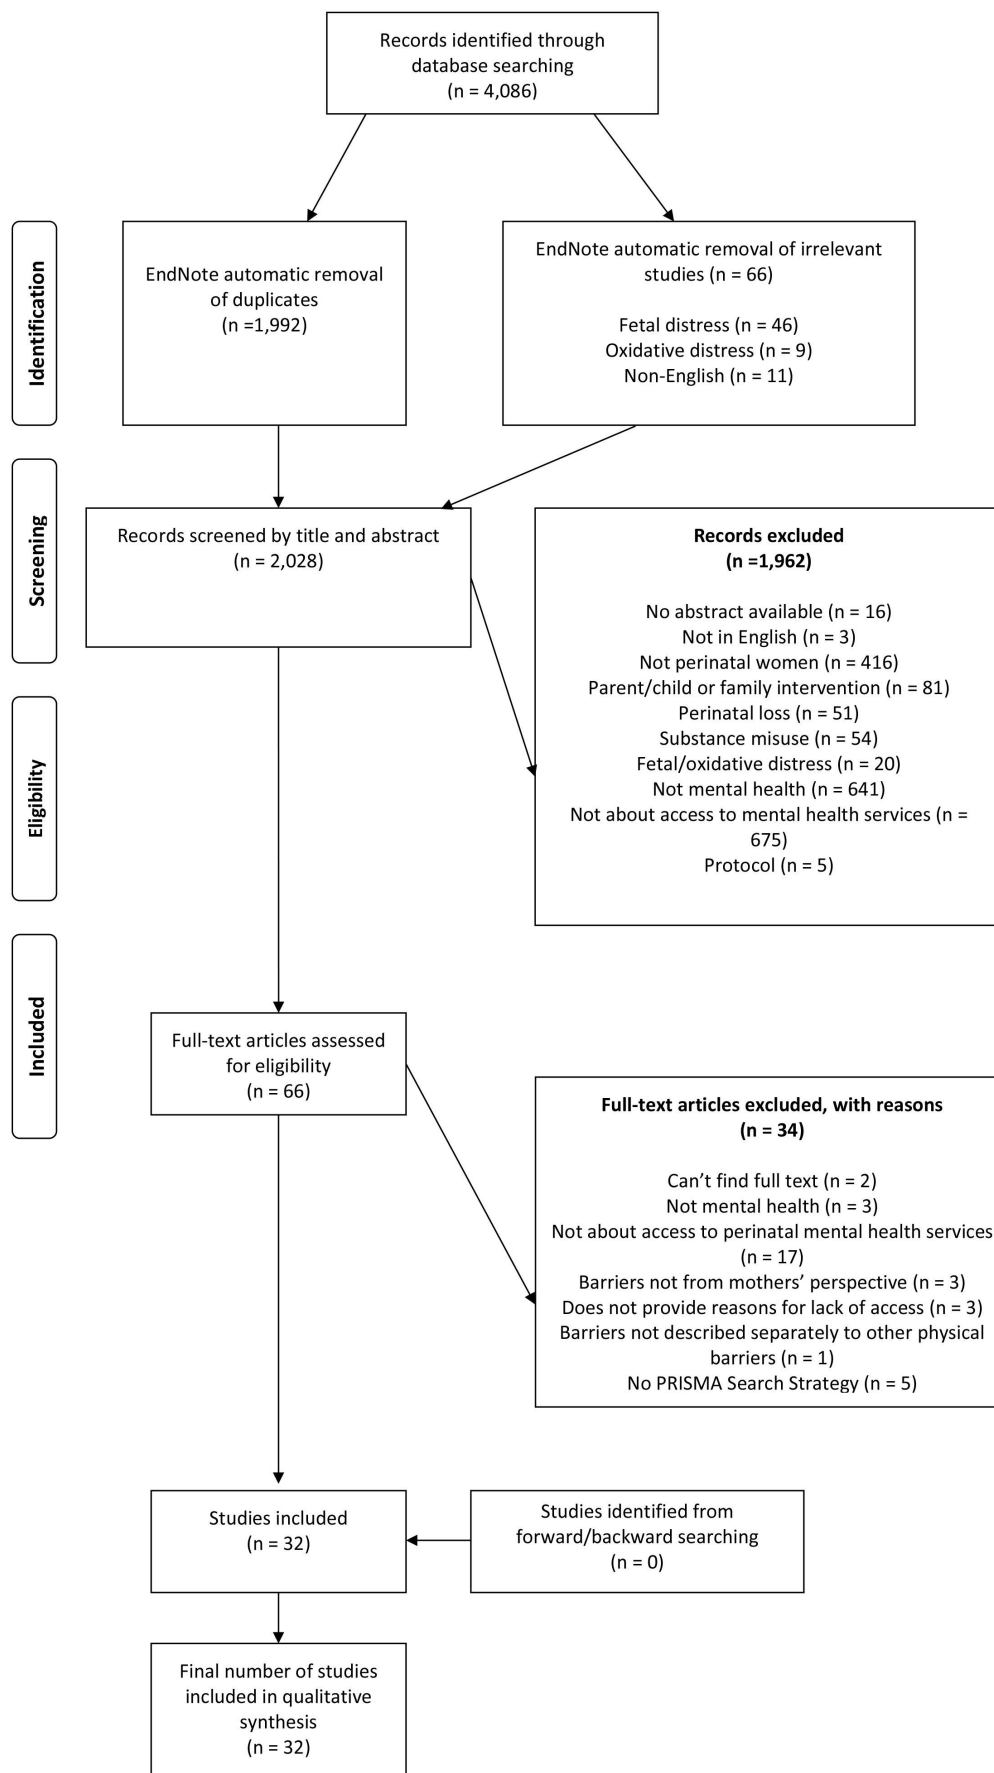 Records identified through
database searching
(n = 4,086)
Identification
EndNote automatic removal
of duplicates
(n =1,992)
EndNote automatic removal of irrelevant
studies (n = 66)
Fetal distress (n = 46)
Oxidative distress (n = 9)
Non-English (n = 11)
Screening
Records screened by title and abstract
(n = 2,028)
Records excluded
(n =1,962)
No abstract available (n = 16)
Not in English (n = 3)
Not perinatal women (n = 416)
Parent/child or family intervention (n = 81)
Perinatal loss (n = 51)
Substance misuse (n = 54)
Fetal/oxidative distress (n = 20)
Not mental health (n = 641)
Not about access to mental health services (n =
675)
Protocol (n = 5)
Eligibility
Included
Full-text articles assessed
for eligibility
(n = 66)
Full-text articles excluded, with reasons
(n = 34)
Can’t find full text (n = 2)
Not mental health (n = 3)
Not about access to perinatal mental health services
(n = 17)
Barriers not from mothers’ perspective (n = 3)
Does not provide reasons for lack of access (n = 3)
Barriers not described separately to other physical
barriers (n = 1)
No PRISMA Search Strategy (n = 5)
Studies included
(n = 32)
Studies identified from
forward/backward searching
(n = 0)
Final number of studies
included in qualitative
synthesis
(n = 32)